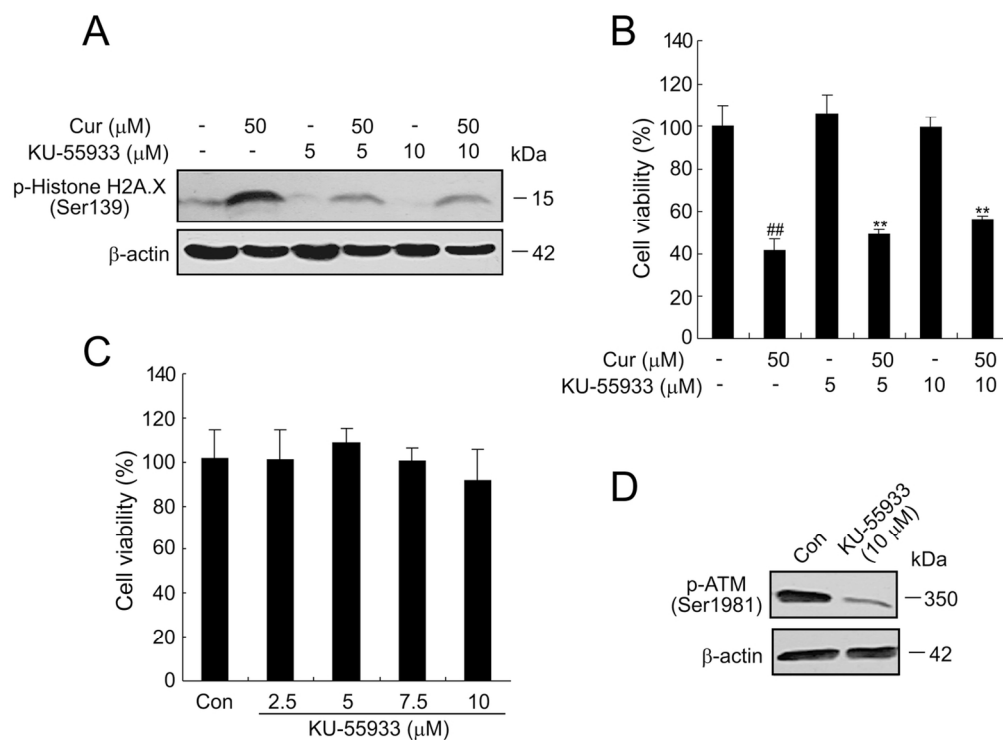 A
Cur (μM) - 50 - 50 - 50
KU-55933 (μM) - - 5 5 10 10 kDa
p-Histone H2A.X
(Ser139)
15
β-actin
42
B
Cell viability (%)
140
120
100
80
60
40
20
0
##
**
**
Cur (μM) - 50 - 50 - 50
KU-55933 (μM) - - 5 5 10 10
C
Cell viability (%)
140
120
100
80
60
40
20
0
Con 2.5 5 7.5 10
KU-55933 (μM)
D
Con
KU-55933
(10 μM)
kDa
p-ATM
(Ser1981)
350
β-actin
42